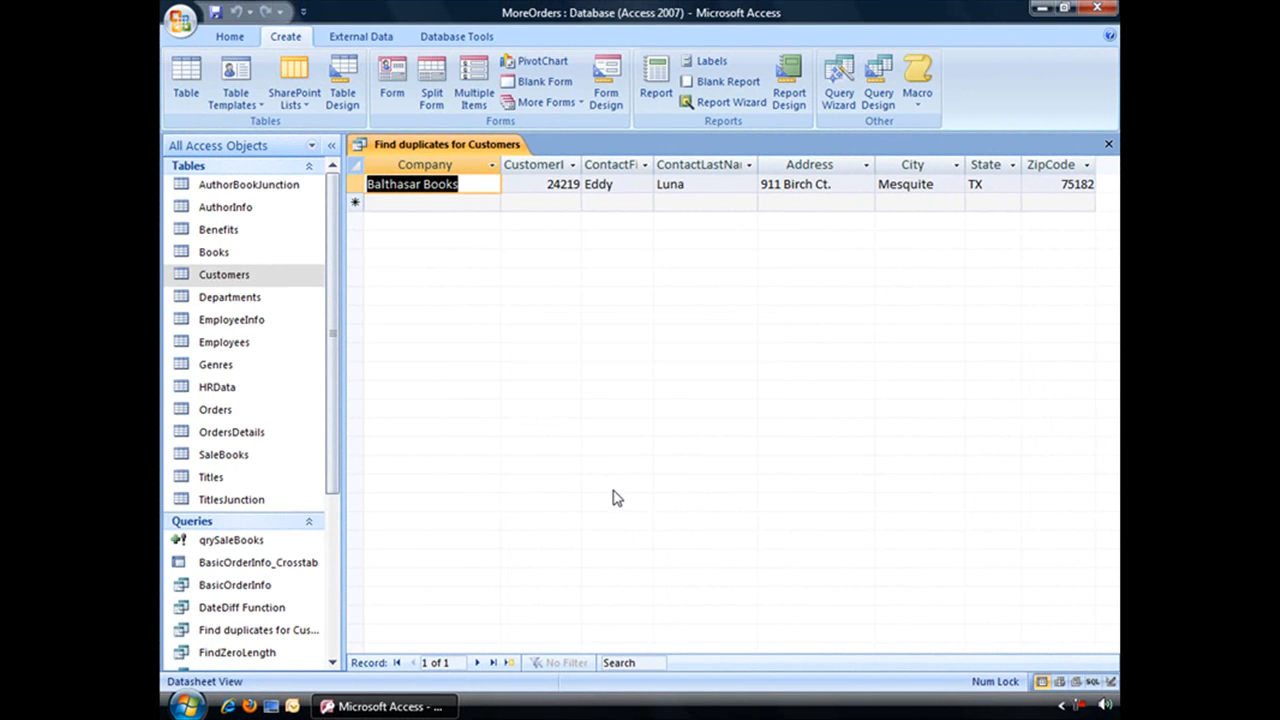 MoreOrders : Database (Access 2007) - Microsoft Access
Home Create External Data Database Tools
Table
Table Templates
SharePoint Lists
Table Design
Tables
Form
Split Form
Multiple Items
PivotChart
Blank Form
More Forms
Form Design
Forms
Report
Labels
Blank Report
Report Wizard
Report Design
Reports
Query Wizard
Query Design
Macro
Other
All Access Objects
Tables
AuthorBookJunction
AuthorInfo
Benefits
Books
Customers
Departments
EmployeeInfo
Employees
Genres
HRData
Orders
OrdersDetails
SaleBooks
Titles
TitlesJunction
Queries
qrySaleBooks
BasicOrderInfo_Crosstab
BasicOrderInfo
DateDiff Function
Find duplicates for Cus...
FindZeroLength
Find duplicates for Customers
Company CustomerI ContactFi ContactLastNa Address City State ZipCode
Balthasar Books 24219 Eddy Luna 911 Birch Ct. Mesquite TX 75182
Record: 1 of 1 No Filter Search
Datasheet View Num Lock SQL
Microsoft Access - ...